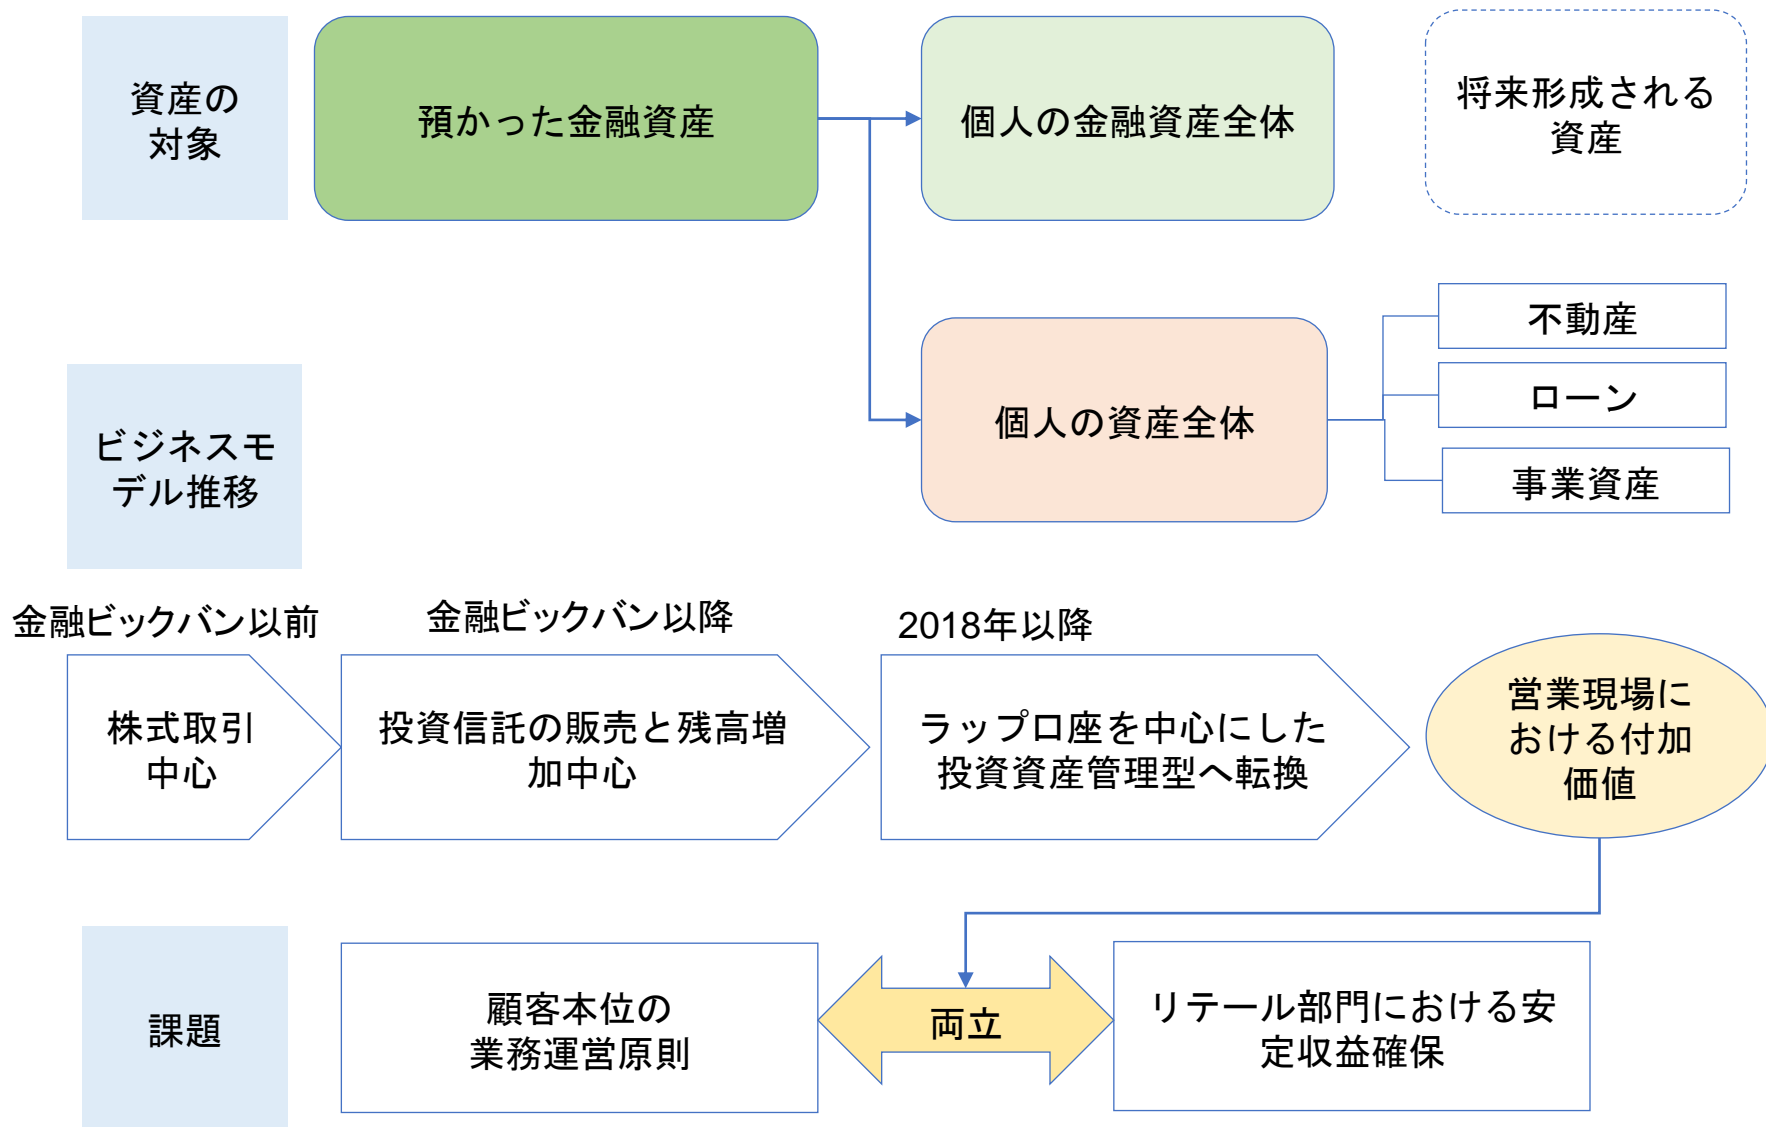 資産の
対象
預かった金融資産
個人の金融資産全体
将来形成される
資産
不動産
ローン
事業資産
個人の資産全体
ビジネスモ
デル推移
金融ビックバン以前
金融ビックバン以降
2018年以降
株式取引
中心
投資信託の販売と残高増
加中心
ラップ口座を中心にした
投資資産管理型へ転換
営業現場に
おける付加
価値
課題
顧客本位の
業務運営原則
両立
リテール部門における安
定収益確保